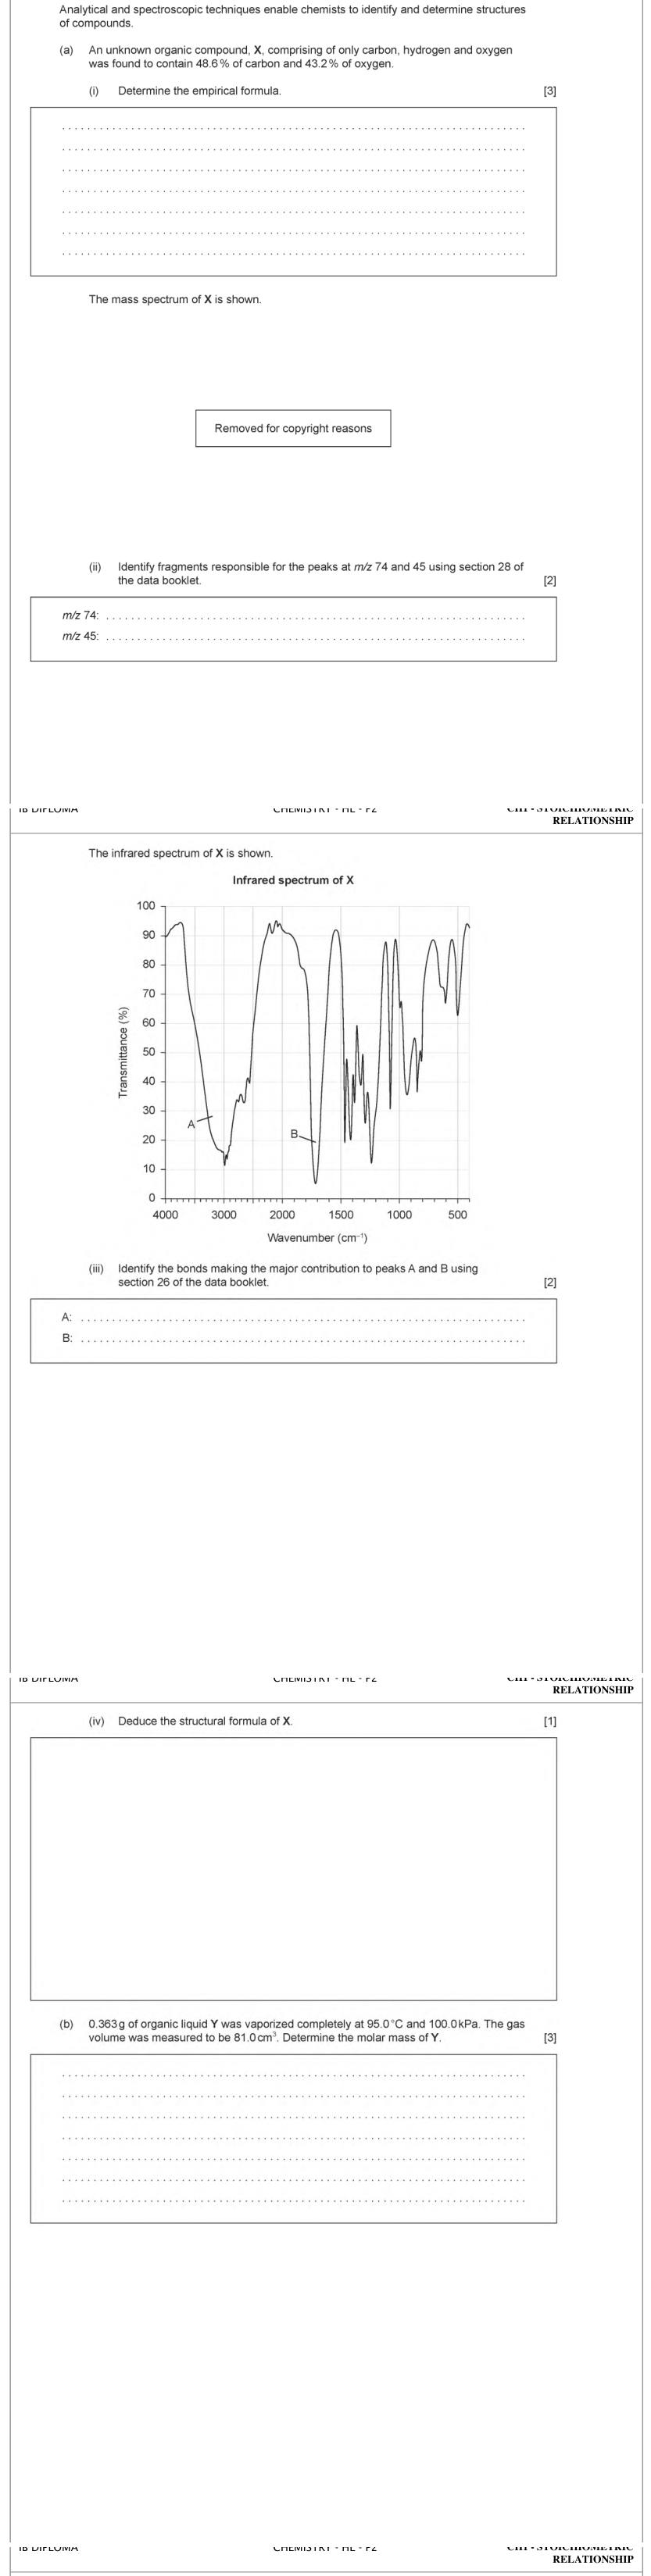 Analytical and spectroscopic techniques enable chemists to identify and determine structures
of compounds.
(a) An unknown organic compound, X, comprising of only carbon, hydrogen and oxygen
was found to contain 48.6% of carbon and 43.2% of oxygen.
(i) Determine the empirical formula. [3]
The mass spectrum of X is shown.
Removed for copyright reasons
(ii) Identify fragments responsible for the peaks at m/z 74 and 45 using section 28 of
the data booklet. [2]
m/z 74:
m/z 45:
IB DIPLOMA CHEMISTRY - HL - P2 CH1 - STOICHIOMETRIC
RELATIONSHIP
The infrared spectrum of X is shown.
Infrared spectrum of X
100
90
80
70
60
50
40
30
20
10
0
Transmittance (%)
A
B
4000 3000 2000 1500 1000 500
Wavenumber (cm⁻¹)
(iii) Identify the bonds making the major contribution to peaks A and B using
section 26 of the data booklet. [2]
A:
B:
IB DIPLOMA CHEMISTRY - HL - P2 CH1 - STOICHIOMETRIC
RELATIONSHIP
(iv) Deduce the structural formula of X. [1]
(b) 0.363g of organic liquid Y was vaporized completely at 95.0°C and 100.0kPa. The gas
volume was measured to be 81.0cm³. Determine the molar mass of Y. [3]
IB DIPLOMA CHEMISTRY - HL - P2 CH1 - STOICHIOMETRIC
RELATIONSHIP